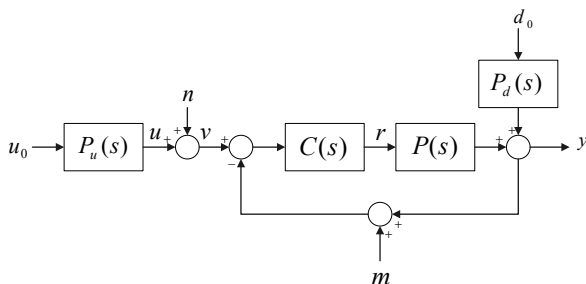 d₀
P_d(s)
n
u₀
P_u(s)
u
+
+
v
+
−
C(s)
r
P(s)
+
+
y
+
+
m